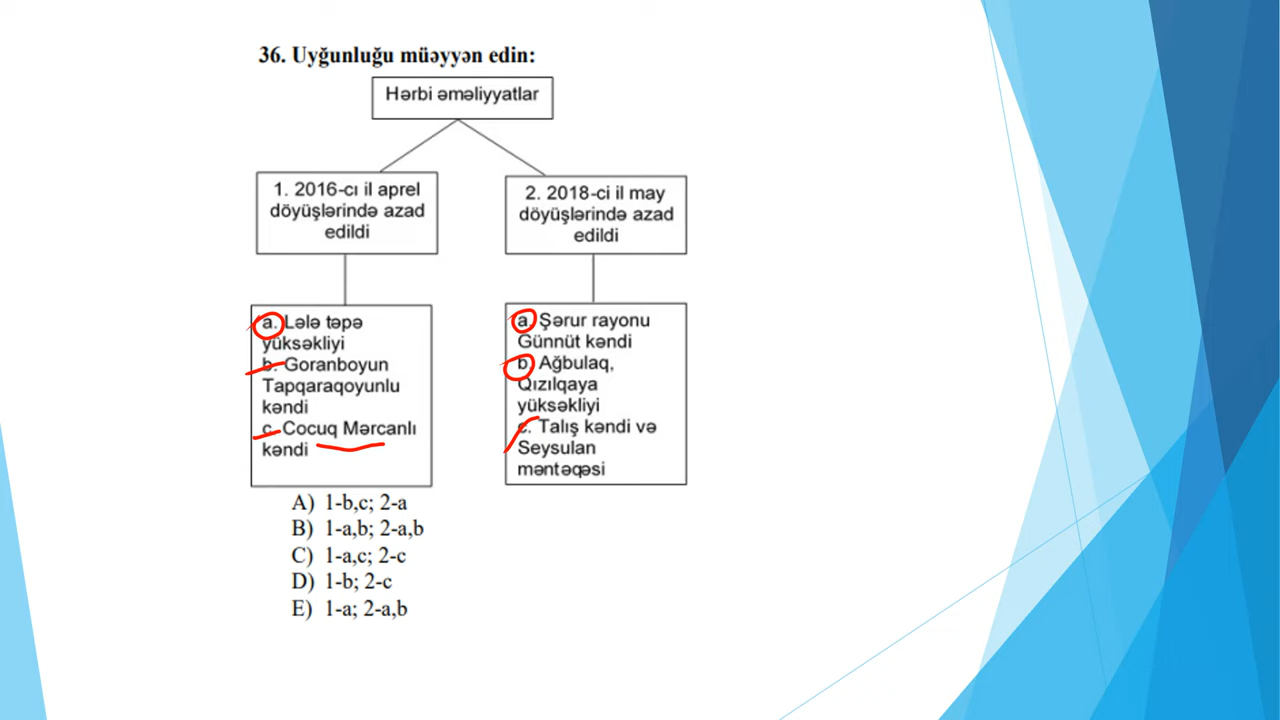 36. Uyğunluğu müəyyən edin:
Hərbi əməliyyatlar
1. 2016-cı il aprel
döyüşlərində azad
edildi
2. 2018-ci il may
döyüşlərində azad
edildi
a. Lələ təpə
yüksəkliyi
b. Goranboyun
Tapqaraqoyunlu
kəndi
c. Cocuq Mərcanlı
kəndi
a. Şərur rayonu
Günnüt kəndi
b. Ağbulaq,
Qızılqaya
yüksəkliyi
c. Talış kəndi və
Seysulan
məntəqəsi
A) 1-b,c; 2-a
B) 1-a,b; 2-a,b
C) 1-a,c; 2-c
D) 1-b; 2-c
E) 1-a; 2-a,b